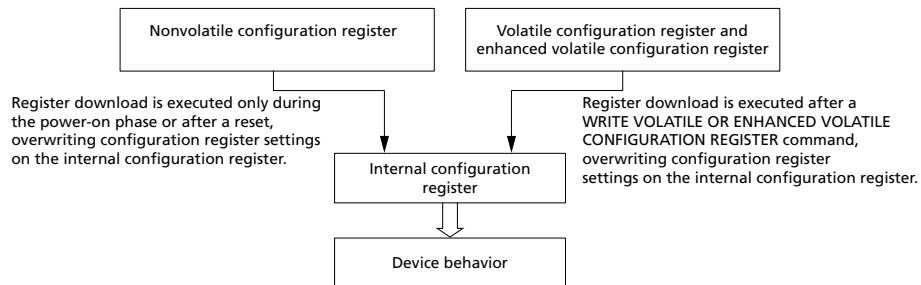 Nonvolatile configuration register
Volatile configuration register and
enhanced volatile configuration register
Register download is executed only during
the power-on phase or after a reset,
overwriting configuration register settings
on the internal configuration register.
Register download is executed after a
WRITE VOLATILE OR ENHANCED VOLATILE
CONFIGURATION REGISTER command,
overwriting configuration register
settings on the internal configuration register.
Internal configuration
register
Device behavior